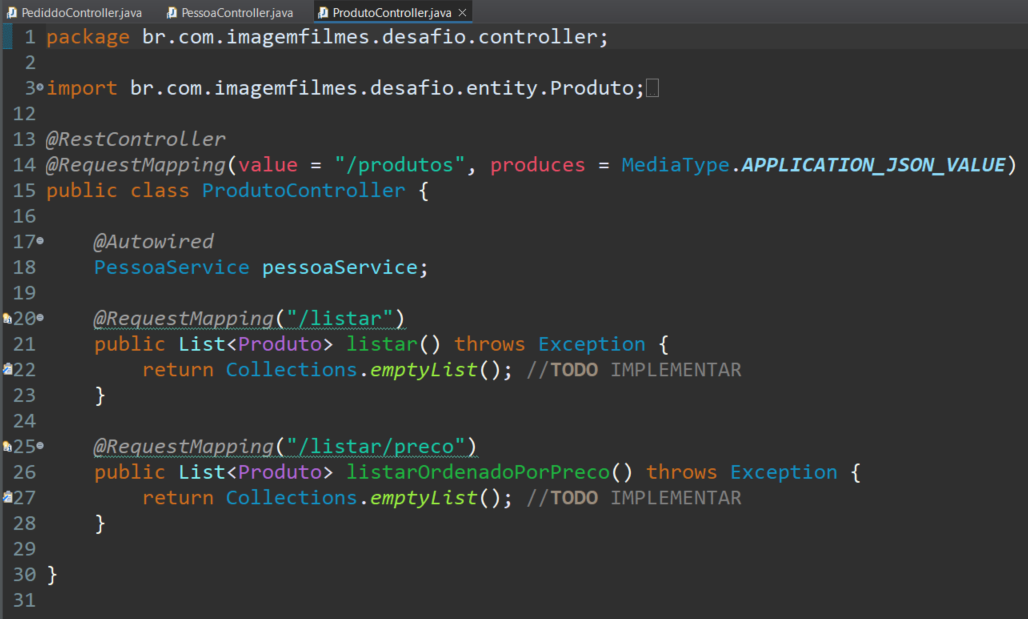 PediddoController.java PessoaController.java ProdutoController.java
1 package br.com.imagemfilmes.desafio.controller;
2
3 import br.com.imagemfilmes.desafio.entity.Produto;
12
13 @RestController
14 @RequestMapping(value = "/produtos", produces = MediaType.APPLICATION_JSON_VALUE)
15 public class ProdutoController {
16
17 @Autowired
18 PessoaService pessoaService;
19
20 @RequestMapping("/listar")
21 public List<Produto> listar() throws Exception {
22 return Collections.emptyList(); //TODO IMPLEMENTAR
23 }
24
25 @RequestMapping("/listar/preco")
26 public List<Produto> listarOrdenadoPorPreco() throws Exception {
27 return Collections.emptyList(); //TODO IMPLEMENTAR
28 }
29
30 }
31